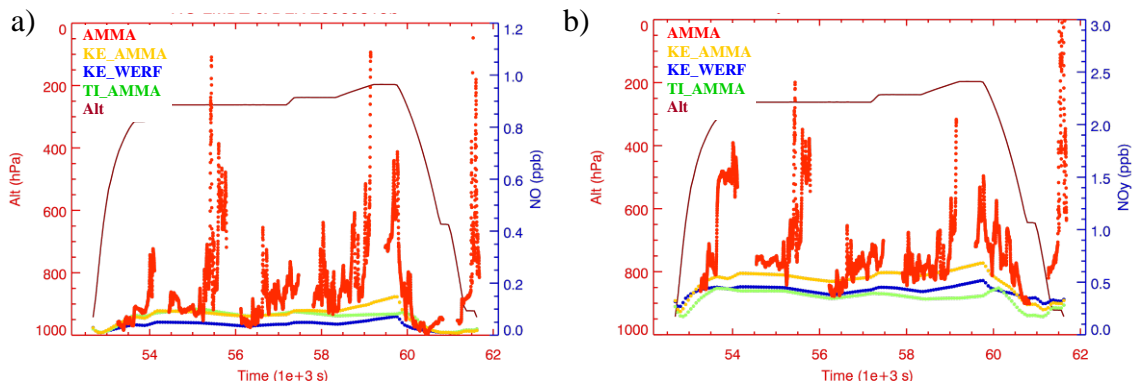 a)
AMMA
KE_AMMA
KE_WERF
TI_AMMA
Alt
0
200
400
600
800
1000
Alt (hPa)
1.2
1.0
0.8
0.6
0.4
0.2
0.0
NO (ppb)
54
56
58
60
62
Time (1e+3 s)
b)
AMMA
KE_AMMA
KE_WERF
TI_AMMA
Alt
0
200
400
600
800
1000
Alt (hPa)
3.0
2.5
2.0
1.5
1.0
0.5
0.0
NOy (ppb)
54
56
58
60
62
Time (1e+3 s)